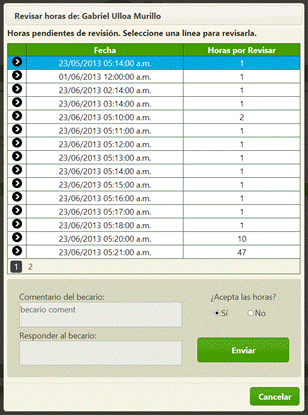 Revisar horas de: Gabriel Ulloa Murillo
Horas pendientes de revisión. Seleccione una línea para revisarla.
Fecha Horas por Revisar
23/05/2013 05:14:00 a.m. 1
01/06/2013 12:00:00 a.m. 1
23/06/2013 02:14:00 a.m. 1
23/06/2013 03:14:00 a.m. 1
23/06/2013 05:10:00 a.m. 2
23/06/2013 05:11:00 a.m. 1
23/06/2013 05:12:00 a.m. 1
23/06/2013 05:13:00 a.m. 1
23/06/2013 05:14:00 a.m. 1
23/06/2013 05:15:00 a.m. 1
23/06/2013 05:16:00 a.m. 1
23/06/2013 05:17:00 a.m. 1
23/06/2013 05:18:00 a.m. 1
23/06/2013 05:20:00 a.m. 10
23/06/2013 05:21:00 a.m. 47
1 2
Comentario del becario: ¿Acepta las horas?
becario coment
Sí No
Responder al becario:
Enviar
Cancelar